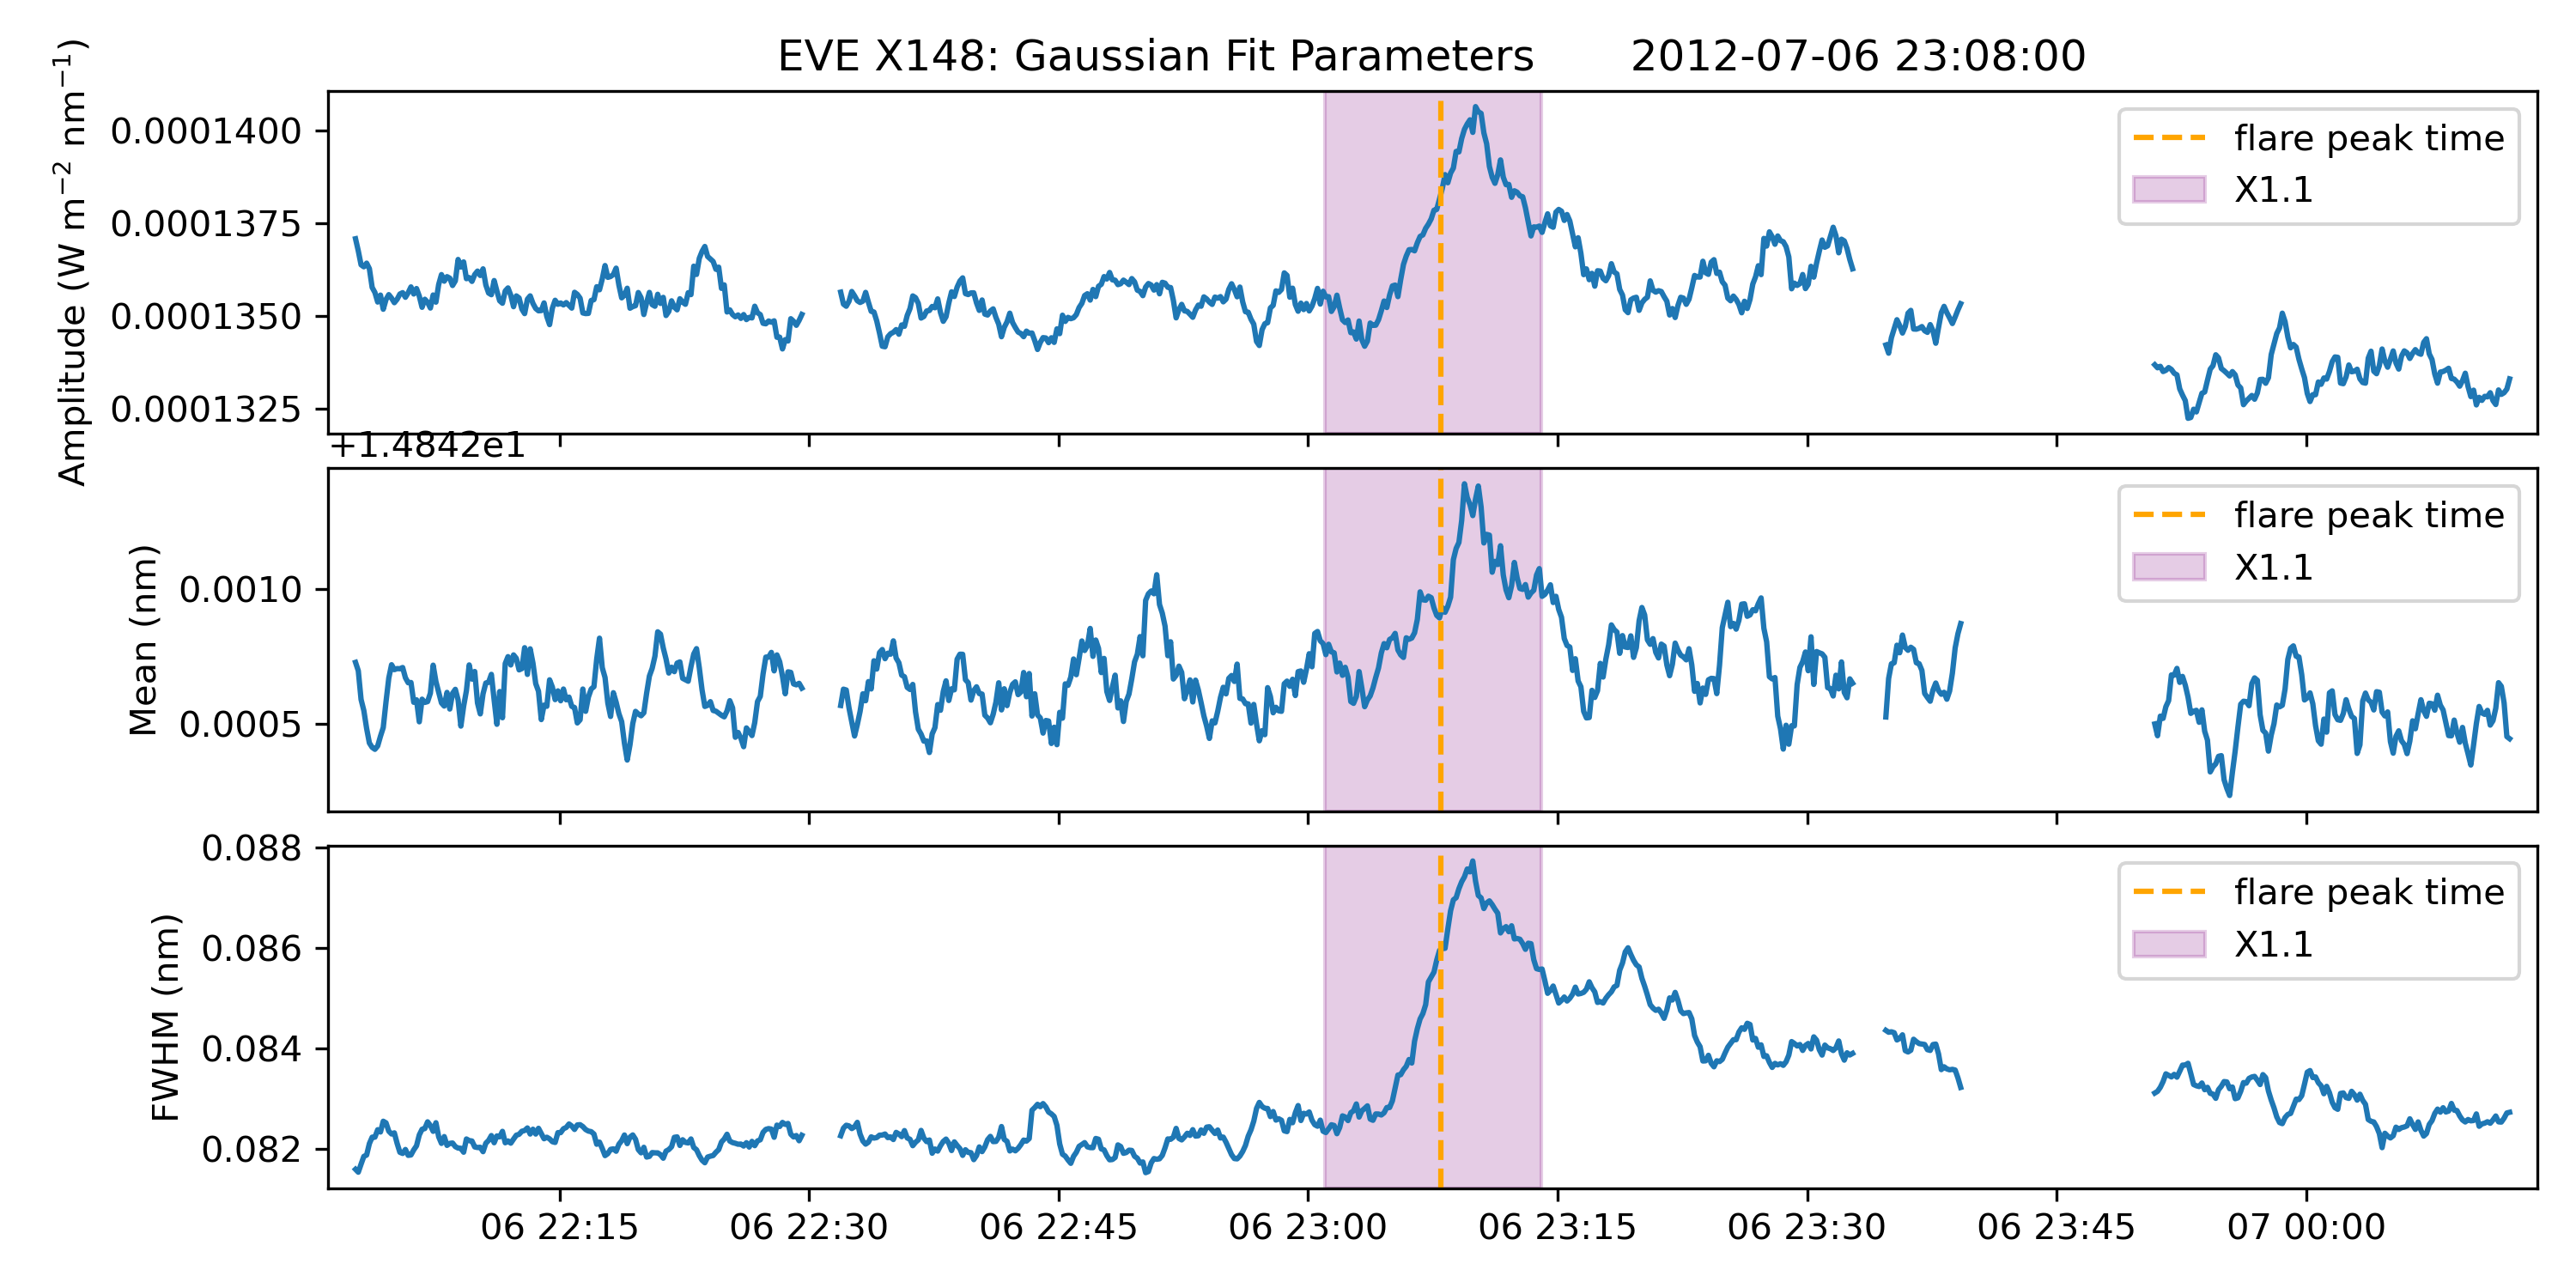 EVE X148: Gaussian Fit Parameters 2012-07-06 23:08:00
Amplitude (W m⁻² nm⁻¹)
0.0001400
0.0001375
0.0001350
0.0001325
flare peak time
X1.1
+1.4842e1
Mean (nm)
0.0010
0.0005
flare peak time
X1.1
FWHM (nm)
0.088
0.086
0.084
0.082
flare peak time
X1.1
06 22:15 06 22:30 06 22:45 06 23:00 06 23:15 06 23:30 06 23:45 07 00:00